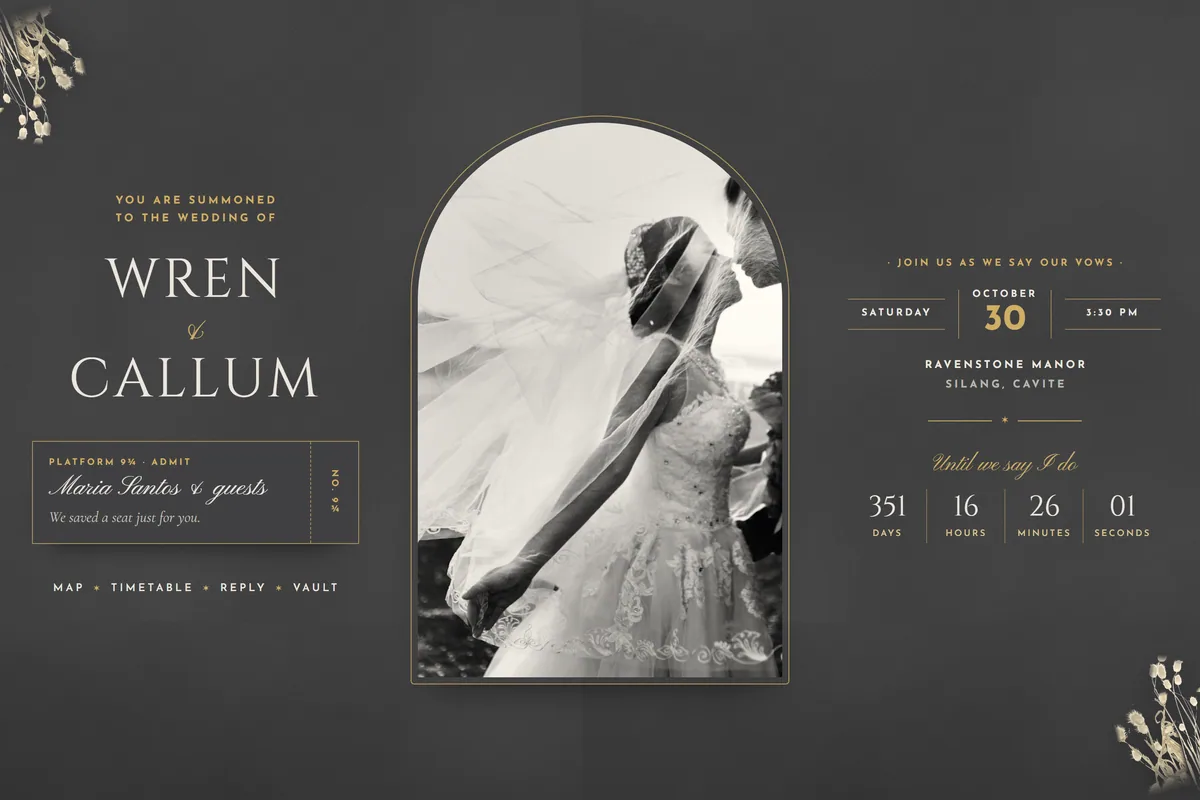 YOU ARE SUMMONED
TO THE WEDDING OF
WREN
&
CALLUM
PLATFORM 9¾ · ADMIT
Maria Santos & guests
We saved a seat just for you.
NO. 9¾
MAP ✶ TIMETABLE ✶ REPLY ✶ VAULT
· JOIN US AS WE SAY OUR VOWS ·
SATURDAY
OCTOBER
30
3:30 PM
RAVENSTONE MANOR
SILANG, CAVITE
Until we say I do
351 16 26 01
DAYS HOURS MINUTES SECONDS